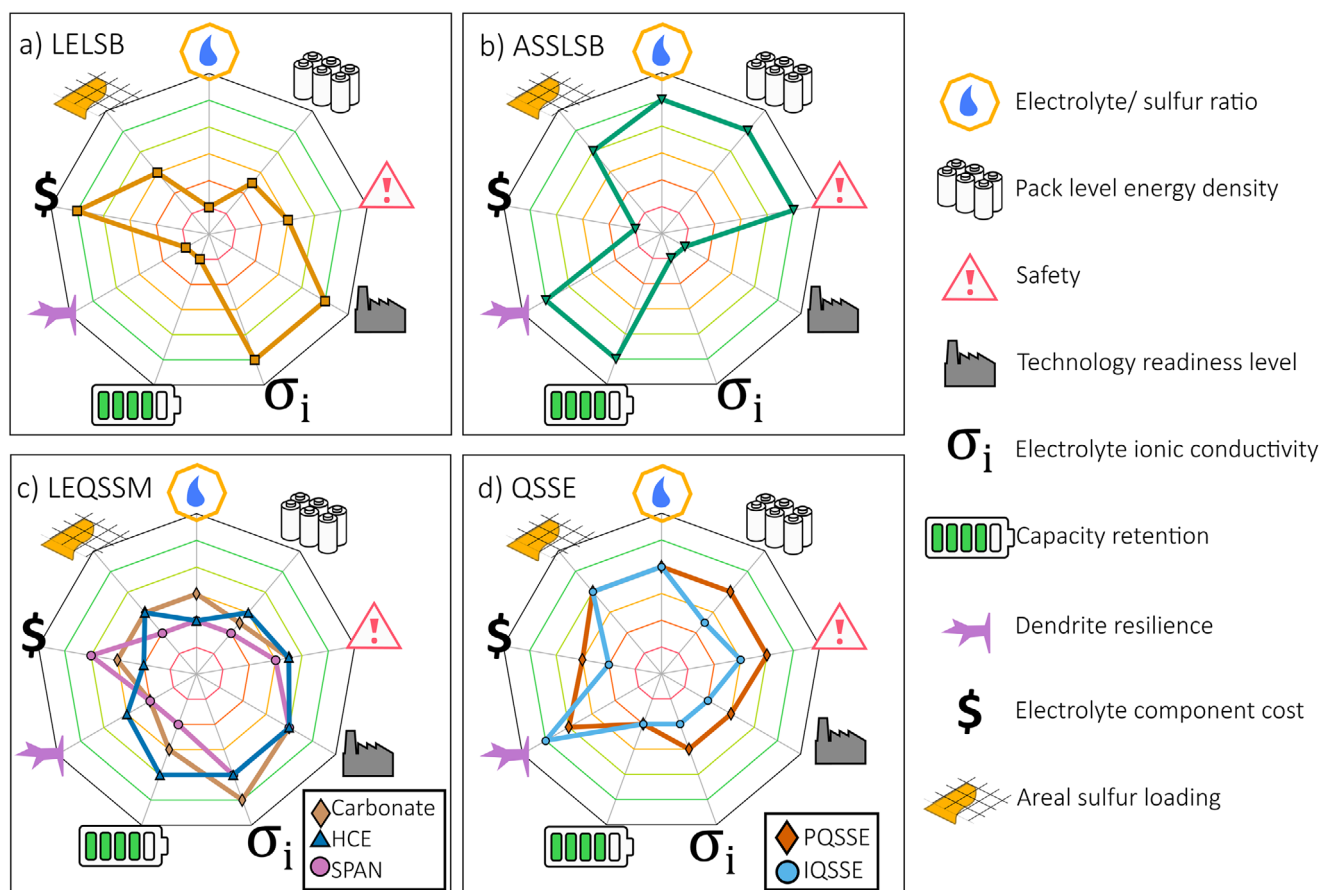 a) LELSB
$
!
σi
b) ASSLSB
$
!
σi
c) LEQSSM
$
!
σi
Carbonate
HCE
SPAN
d) QSSE
$
!
σi
PQSSE
IQSSE
Electrolyte/ sulfur ratio
Pack level energy density
! Safety
Technology readiness level
σi Electrolyte ionic conductivity
Capacity retention
Dendrite resilience
$ Electrolyte component cost
Areal sulfur loading